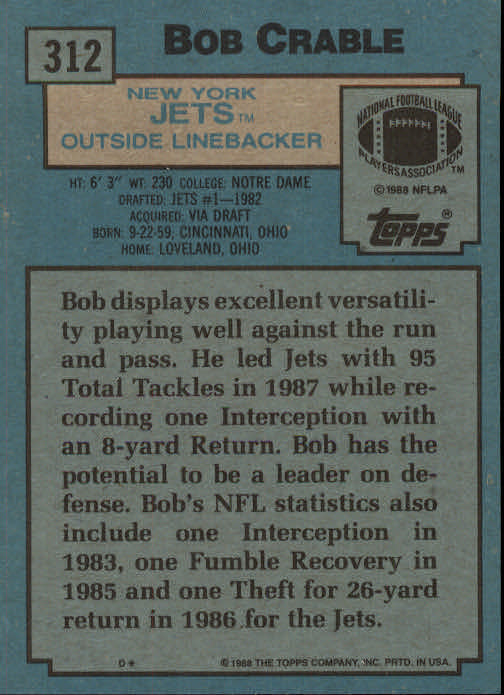 312
BOB CRABLE
NEW YORK
JETS TM
OUTSIDE LINEBACKER
HT: 6' 3" WT: 230 COLLEGE: NOTRE DAME
DRAFTED: JETS #1—1982
ACQUIRED: VIA DRAFT
BORN: 9-22-59, CINCINNATI, OHIO
HOME: LOVELAND, OHIO
NATIONAL FOOTBALL LEAGUE
PLAYERS ASSOCIATION TM
© 1988 NFLPA
topps®
Bob displays excellent versatili-
ty playing well against the run
and pass. He led Jets with 95
Total Tackles in 1987 while re-
cording one Interception with
an 8-yard Return. Bob has the
potential to be a leader on de-
fense. Bob's NFL statistics also
include one Interception in
1983, one Fumble Recovery in
1985 and one Theft for 26-yard
return in 1986 for the Jets.
D* © 1988 THE TOPPS COMPANY, INC. PRTD. IN USA.